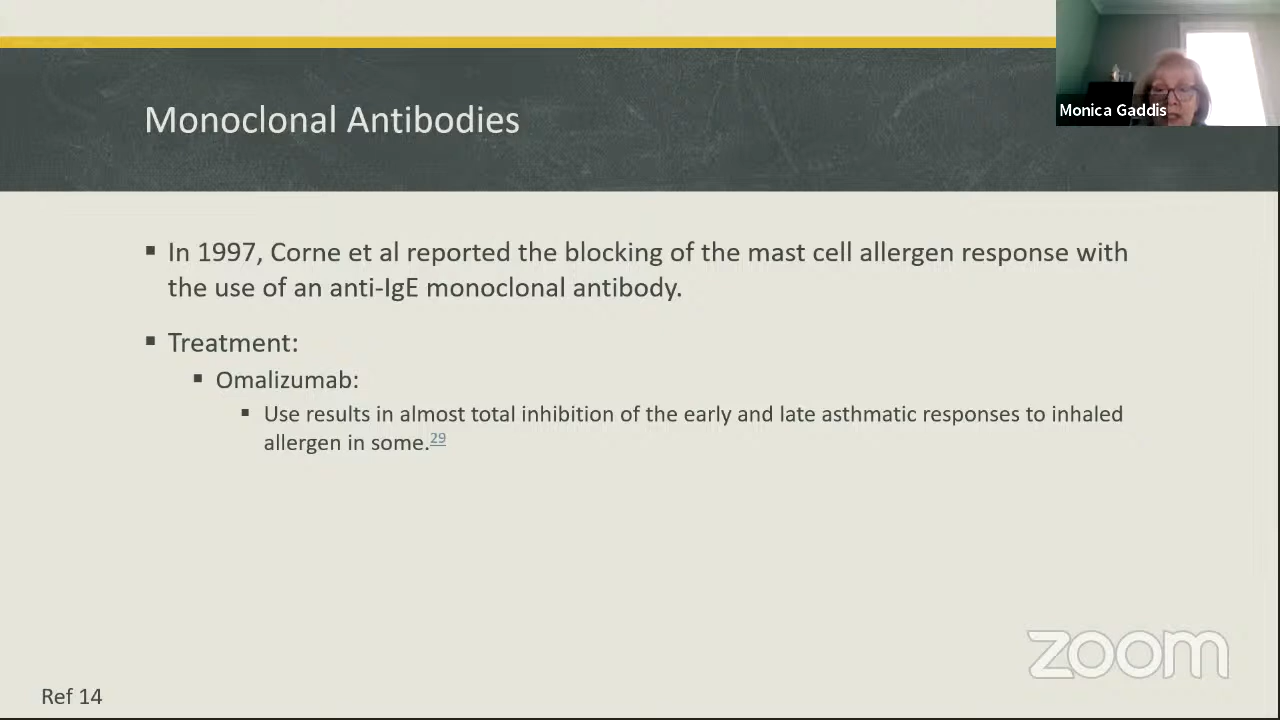 Monoclonal Antibodies
Monica Gaddis
▪ In 1997, Corne et al reported the blocking of the mast cell allergen response with
the use of an anti-IgE monoclonal antibody.
▪ Treatment:
▪ Omalizumab:
▪ Use results in almost total inhibition of the early and late asthmatic responses to inhaled
allergen in some.29
zoom
Ref 14